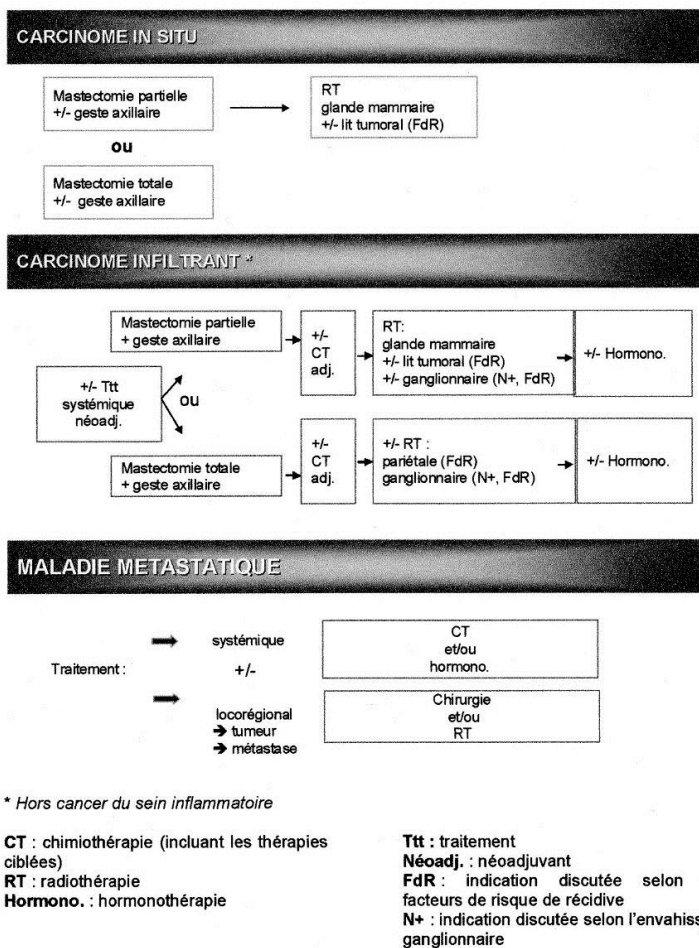 CARCINOME IN SITU
Mastectomie partielle
+/- geste axillaire
ou
Mastectomie totale
+/- geste axillaire
RT
glande mammaire
+/- lit tumoral (FdR)
CARCINOME INFILTRANT *
+/- Ttt
systémique
néoadj.
ou
Mastectomie partielle
+ geste axillaire
+/-
CT
adj.
RT:
glande mammaire
+/- lit tumoral (FdR)
+/- ganglionnaire (N+, FdR)
+/- Hormono.
Mastectomie totale
+ geste axillaire
+/-
CT
adj.
+/- RT :
pariétale (FdR)
ganglionnaire (N+, FdR)
+/- Hormono.
MALADIE METASTATIQUE
Traitement :
systémique
+/-
locorégional
➔ tumeur
➔ métastase
CT
et/ou
hormono.
Chirurgie
et/ou
RT
* Hors cancer du sein inflammatoire
CT : chimiothérapie (incluant les thérapies
ciblées)
RT : radiothérapie
Hormono. : hormonothérapie
Ttt : traitement
Néoadj. : néoadjuvant
FdR : indication discutée selon
facteurs de risque de récidive
N+ : indication discutée selon l'envahiss
ganglionnaire